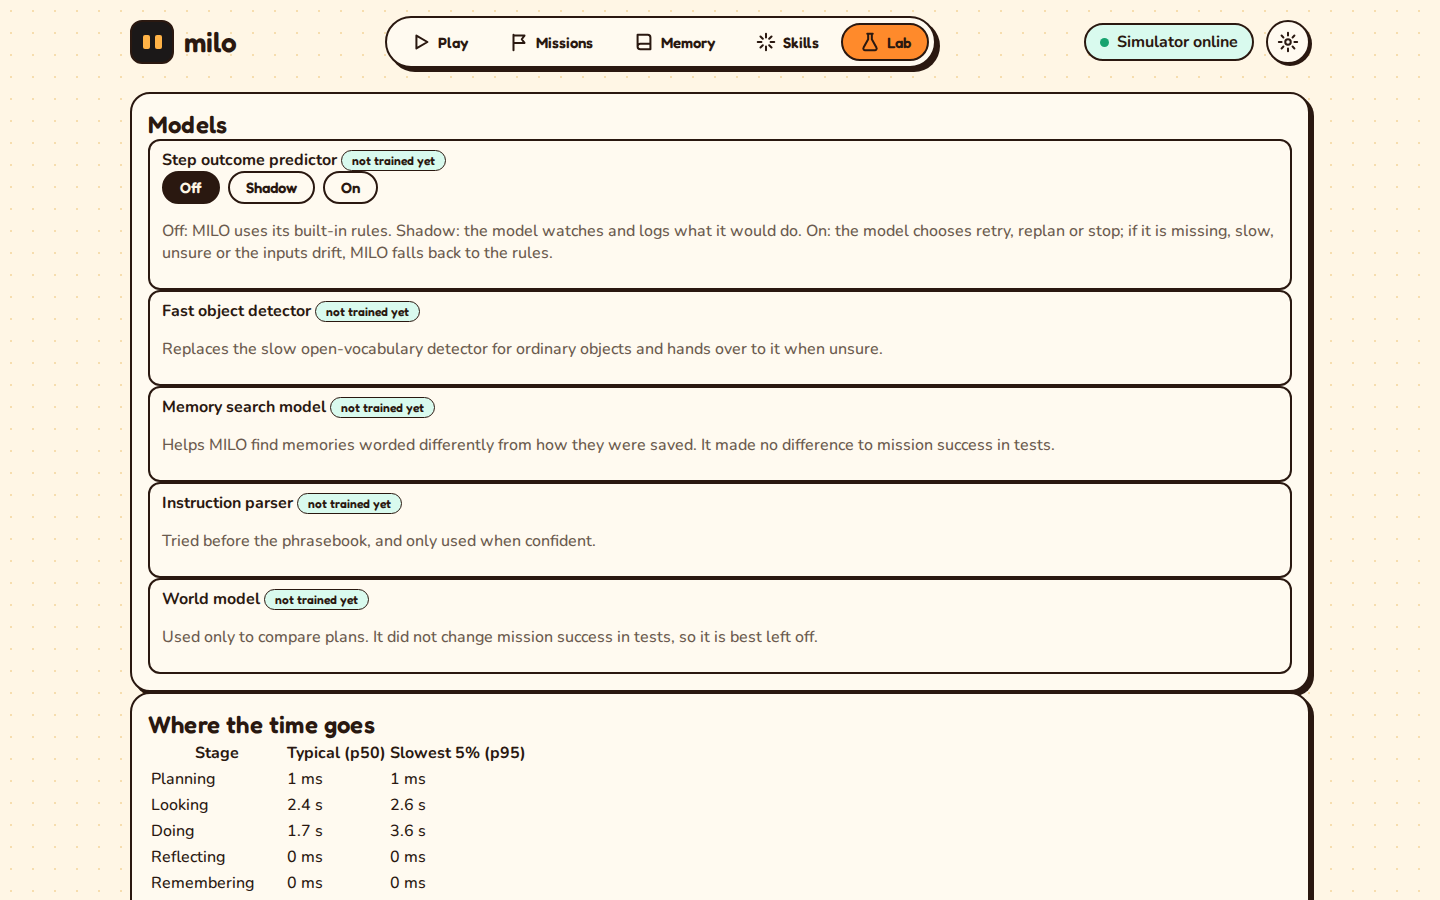 milo
Play
Missions
Memory
Skills
Lab
Simulator online
Models
Step outcome predictor not trained yet
Off Shadow On
Off: MILO uses its built-in rules. Shadow: the model watches and logs what it would do. On: the model chooses retry, replan or stop; if it is missing, slow,
unsure or the inputs drift, MILO falls back to the rules.
Fast object detector not trained yet
Replaces the slow open-vocabulary detector for ordinary objects and hands over to it when unsure.
Memory search model not trained yet
Helps MILO find memories worded differently from how they were saved. It made no difference to mission success in tests.
Instruction parser not trained yet
Tried before the phrasebook, and only used when confident.
World model not trained yet
Used only to compare plans. It did not change mission success in tests, so it is best left off.
Where the time goes
Stage Typical (p50) Slowest 5% (p95)
Planning 1 ms 1 ms
Looking 2.4 s 2.6 s
Doing 1.7 s 3.6 s
Reflecting 0 ms 0 ms
Remembering 0 ms 0 ms